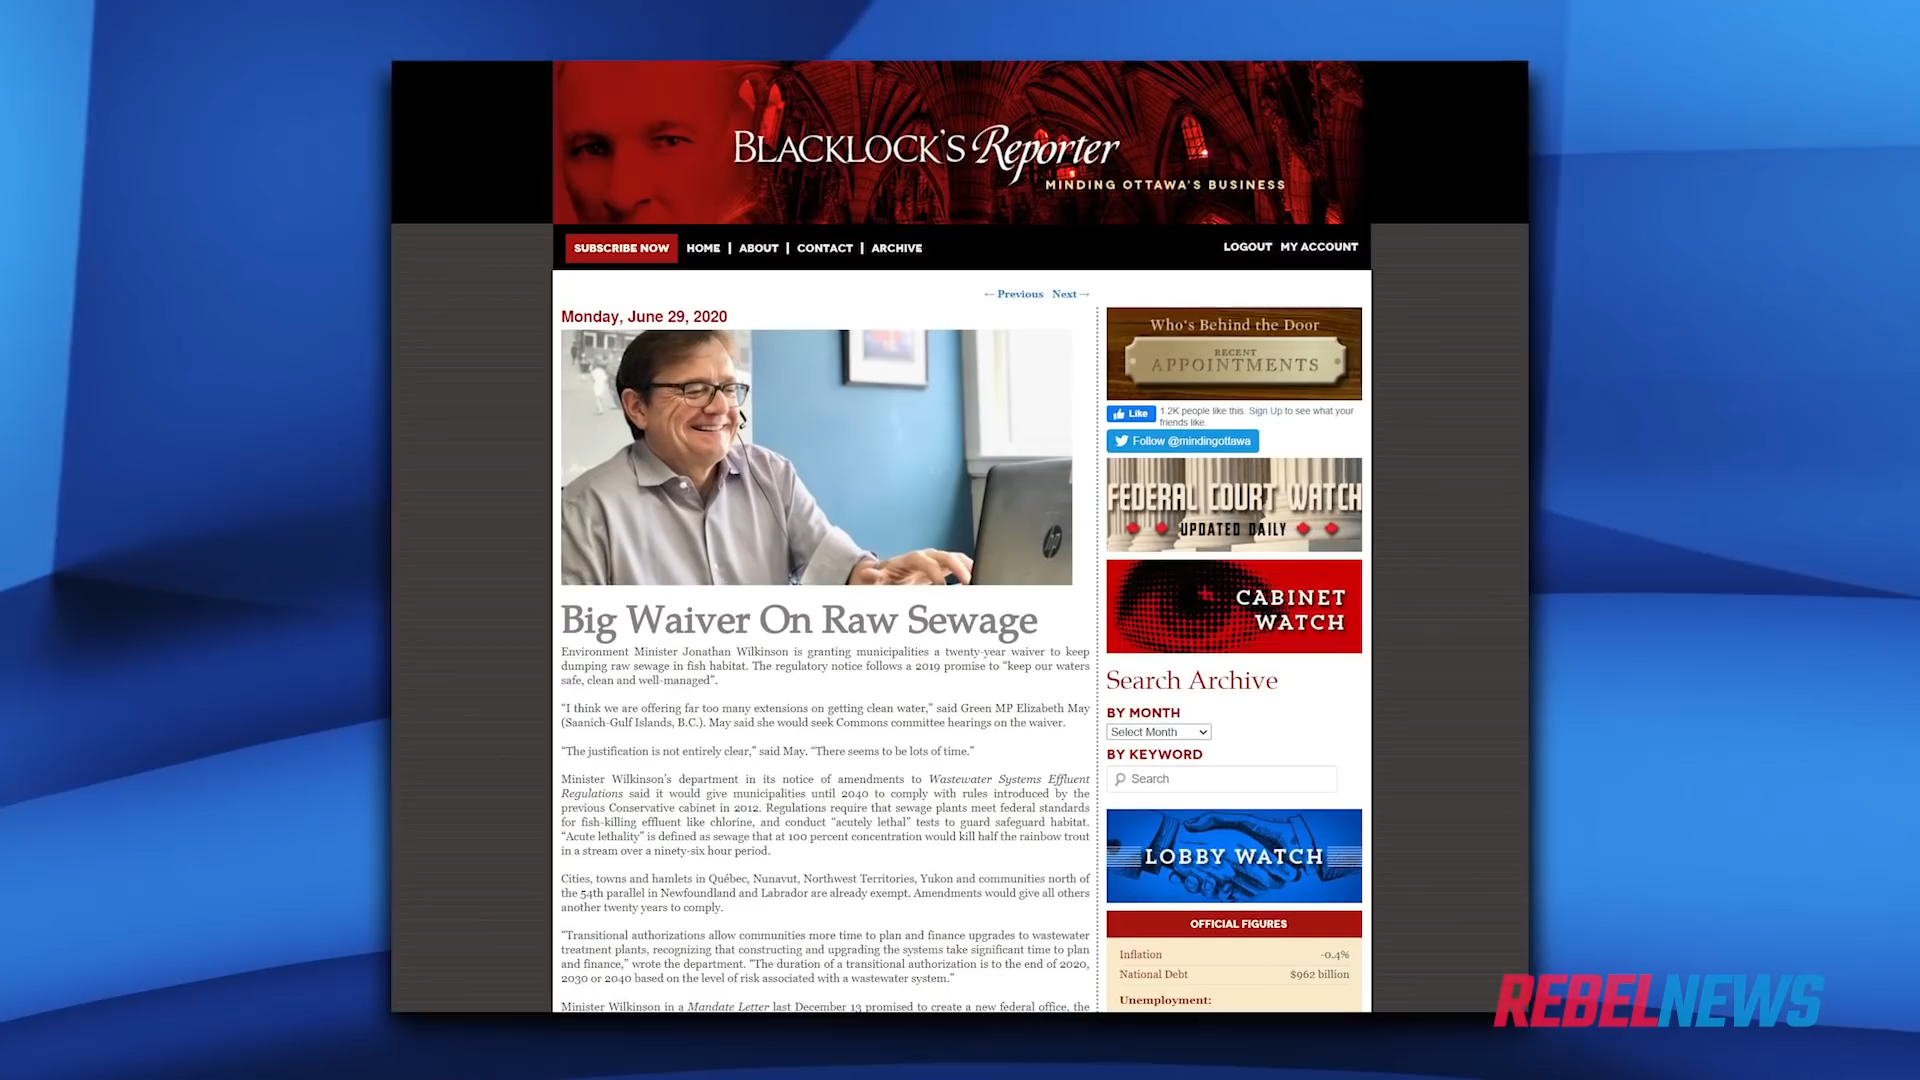 BLACKLOCK'S Reporter
MINDING OTTAWA'S BUSINESS
SUBSCRIBE NOW HOME | ABOUT | CONTACT | ARCHIVE
LOGOUT MY ACCOUNT
← Previous Next →
Monday, June 29, 2020
hp
Big Waiver On Raw Sewage
Environment Minister Jonathan Wilkinson is granting municipalities a twenty-year waiver to keep
dumping raw sewage in fish habitat. The regulatory notice follows a 2019 promise to “keep our waters
safe, clean and well-managed”.
“I think we are offering far too many extensions on getting clean water,” said Green MP Elizabeth May
(Saanich-Gulf Islands, B.C.). May said she would seek Commons committee hearings on the waiver.
“The justification is not entirely clear,” said May. “There seems to be lots of time.”
Minister Wilkinson’s department in its notice of amendments to Wastewater Systems Effluent
Regulations said it would give municipalities until 2040 to comply with rules introduced by the
previous Conservative cabinet in 2012. Regulations require that sewage plants meet federal standards
for fish-killing effluent like chlorine, and conduct “acutely lethal” tests to guard safeguard habitat.
“Acute lethality” is defined as sewage that at 100 percent concentration would kill half the rainbow trout
in a stream over a ninety-six hour period.
Cities, towns and hamlets in Québec, Nunavut, Northwest Territories, Yukon and communities north of
the 54th parallel in Newfoundland and Labrador are already exempt. Amendments would give all others
another twenty years to comply.
“Transitional authorizations allow communities more time to plan and finance upgrades to wastewater
treatment plants, recognizing that constructing and upgrading the systems take significant time to plan
and finance,” wrote the department. “The duration of a transitional authorization is to the end of 2020,
2030 or 2040 based on the level of risk associated with a wastewater system.”
Minister Wilkinson in a Mandate Letter last December 13 promised to create a new federal office, the
Who's Behind the Door
RECENT
APPOINTMENTS
Like 1.2K people like this. Sign Up to see what your
friends like.
Follow @mindingottawa
FEDERAL COURT WATCH
UPDATED DAILY
CABINET
WATCH
Search Archive
BY MONTH
Select Month
BY KEYWORD
Search
LOBBY WATCH
OFFICIAL FIGURES
Inflation -0.4%
National Debt $962 billion
Unemployment:
REBELNEWS